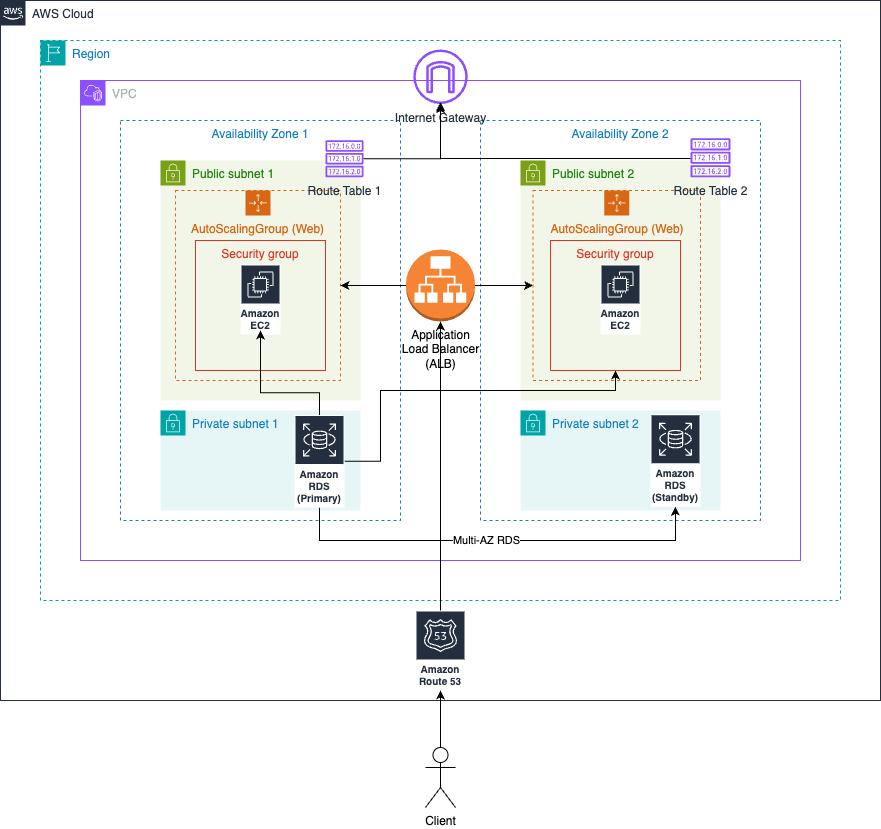 aws
AWS Cloud
Region
VPC
Internet Gateway
Availability Zone 1
Availability Zone 2
172.16.0.0
172.16.1.0
172.16.2.0
172.16.0.0
172.16.1.0
172.16.2.0
Public subnet 1
Public subnet 2
Route Table 1
Route Table 2
AutoScalingGroup (Web)
AutoScalingGroup (Web)
Security group
Security group
Amazon
EC2
Amazon
EC2
Application
Load Balancer
(ALB)
Private subnet 1
Private subnet 2
Amazon
RDS
(Primary)
Amazon
RDS
(Standby)
Multi-AZ RDS
53
Amazon
Route 53
Client